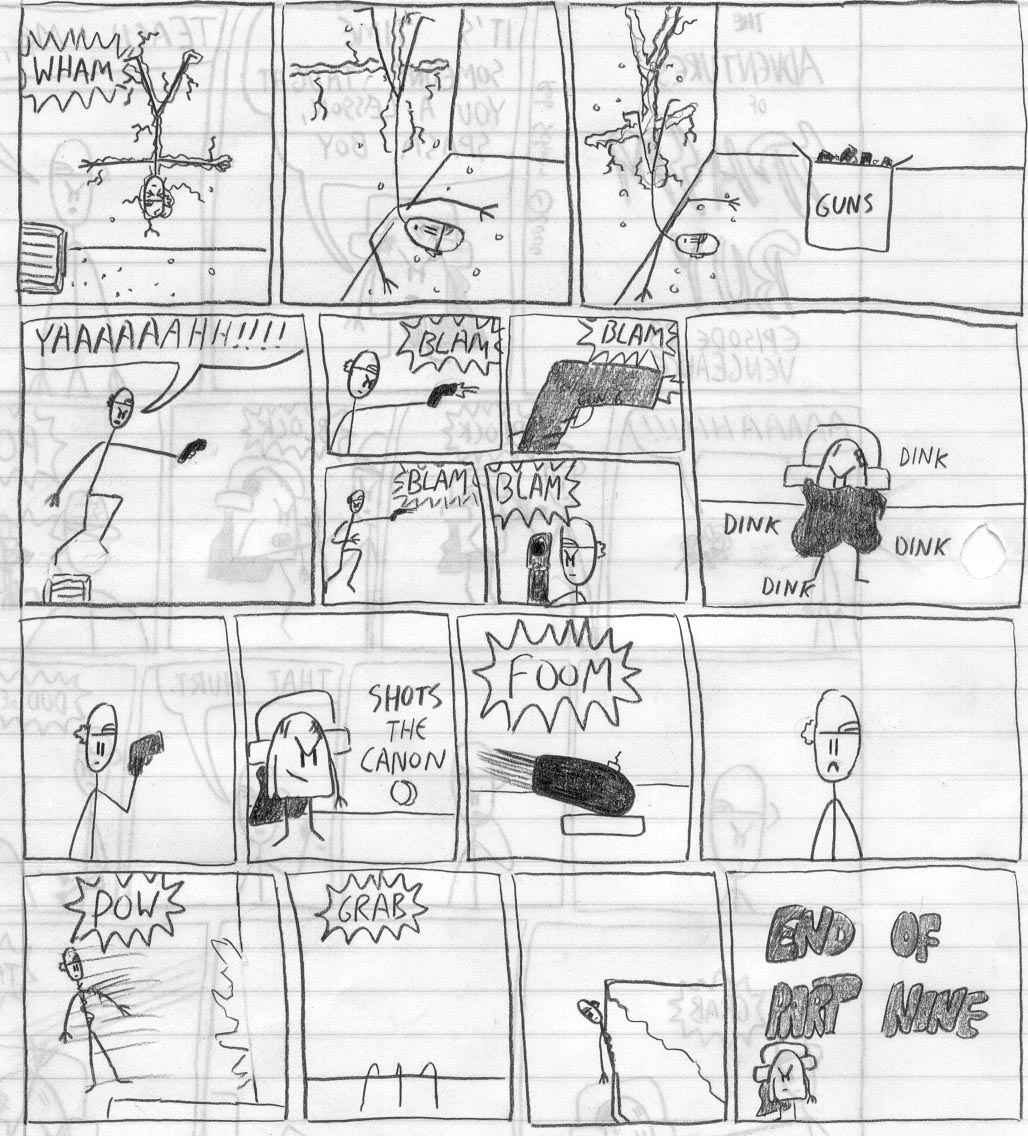 WHAM
GUNS
YAAAAAAHH!!!!
BLAM
BLAM
BLAM
BLAM
DINK
DINK
DINK
DINK
SHOTS
THE
CANON
FOOM
POW
GRAB
END OF
PART NINE